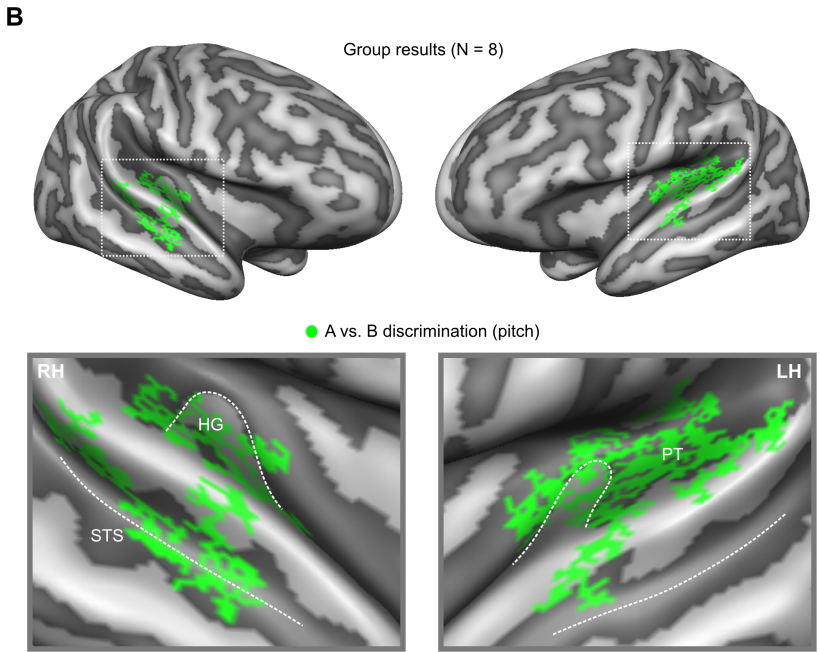 B
Group results (N = 8)
A vs. B discrimination (pitch)
RH
LH
HG
PT
STS